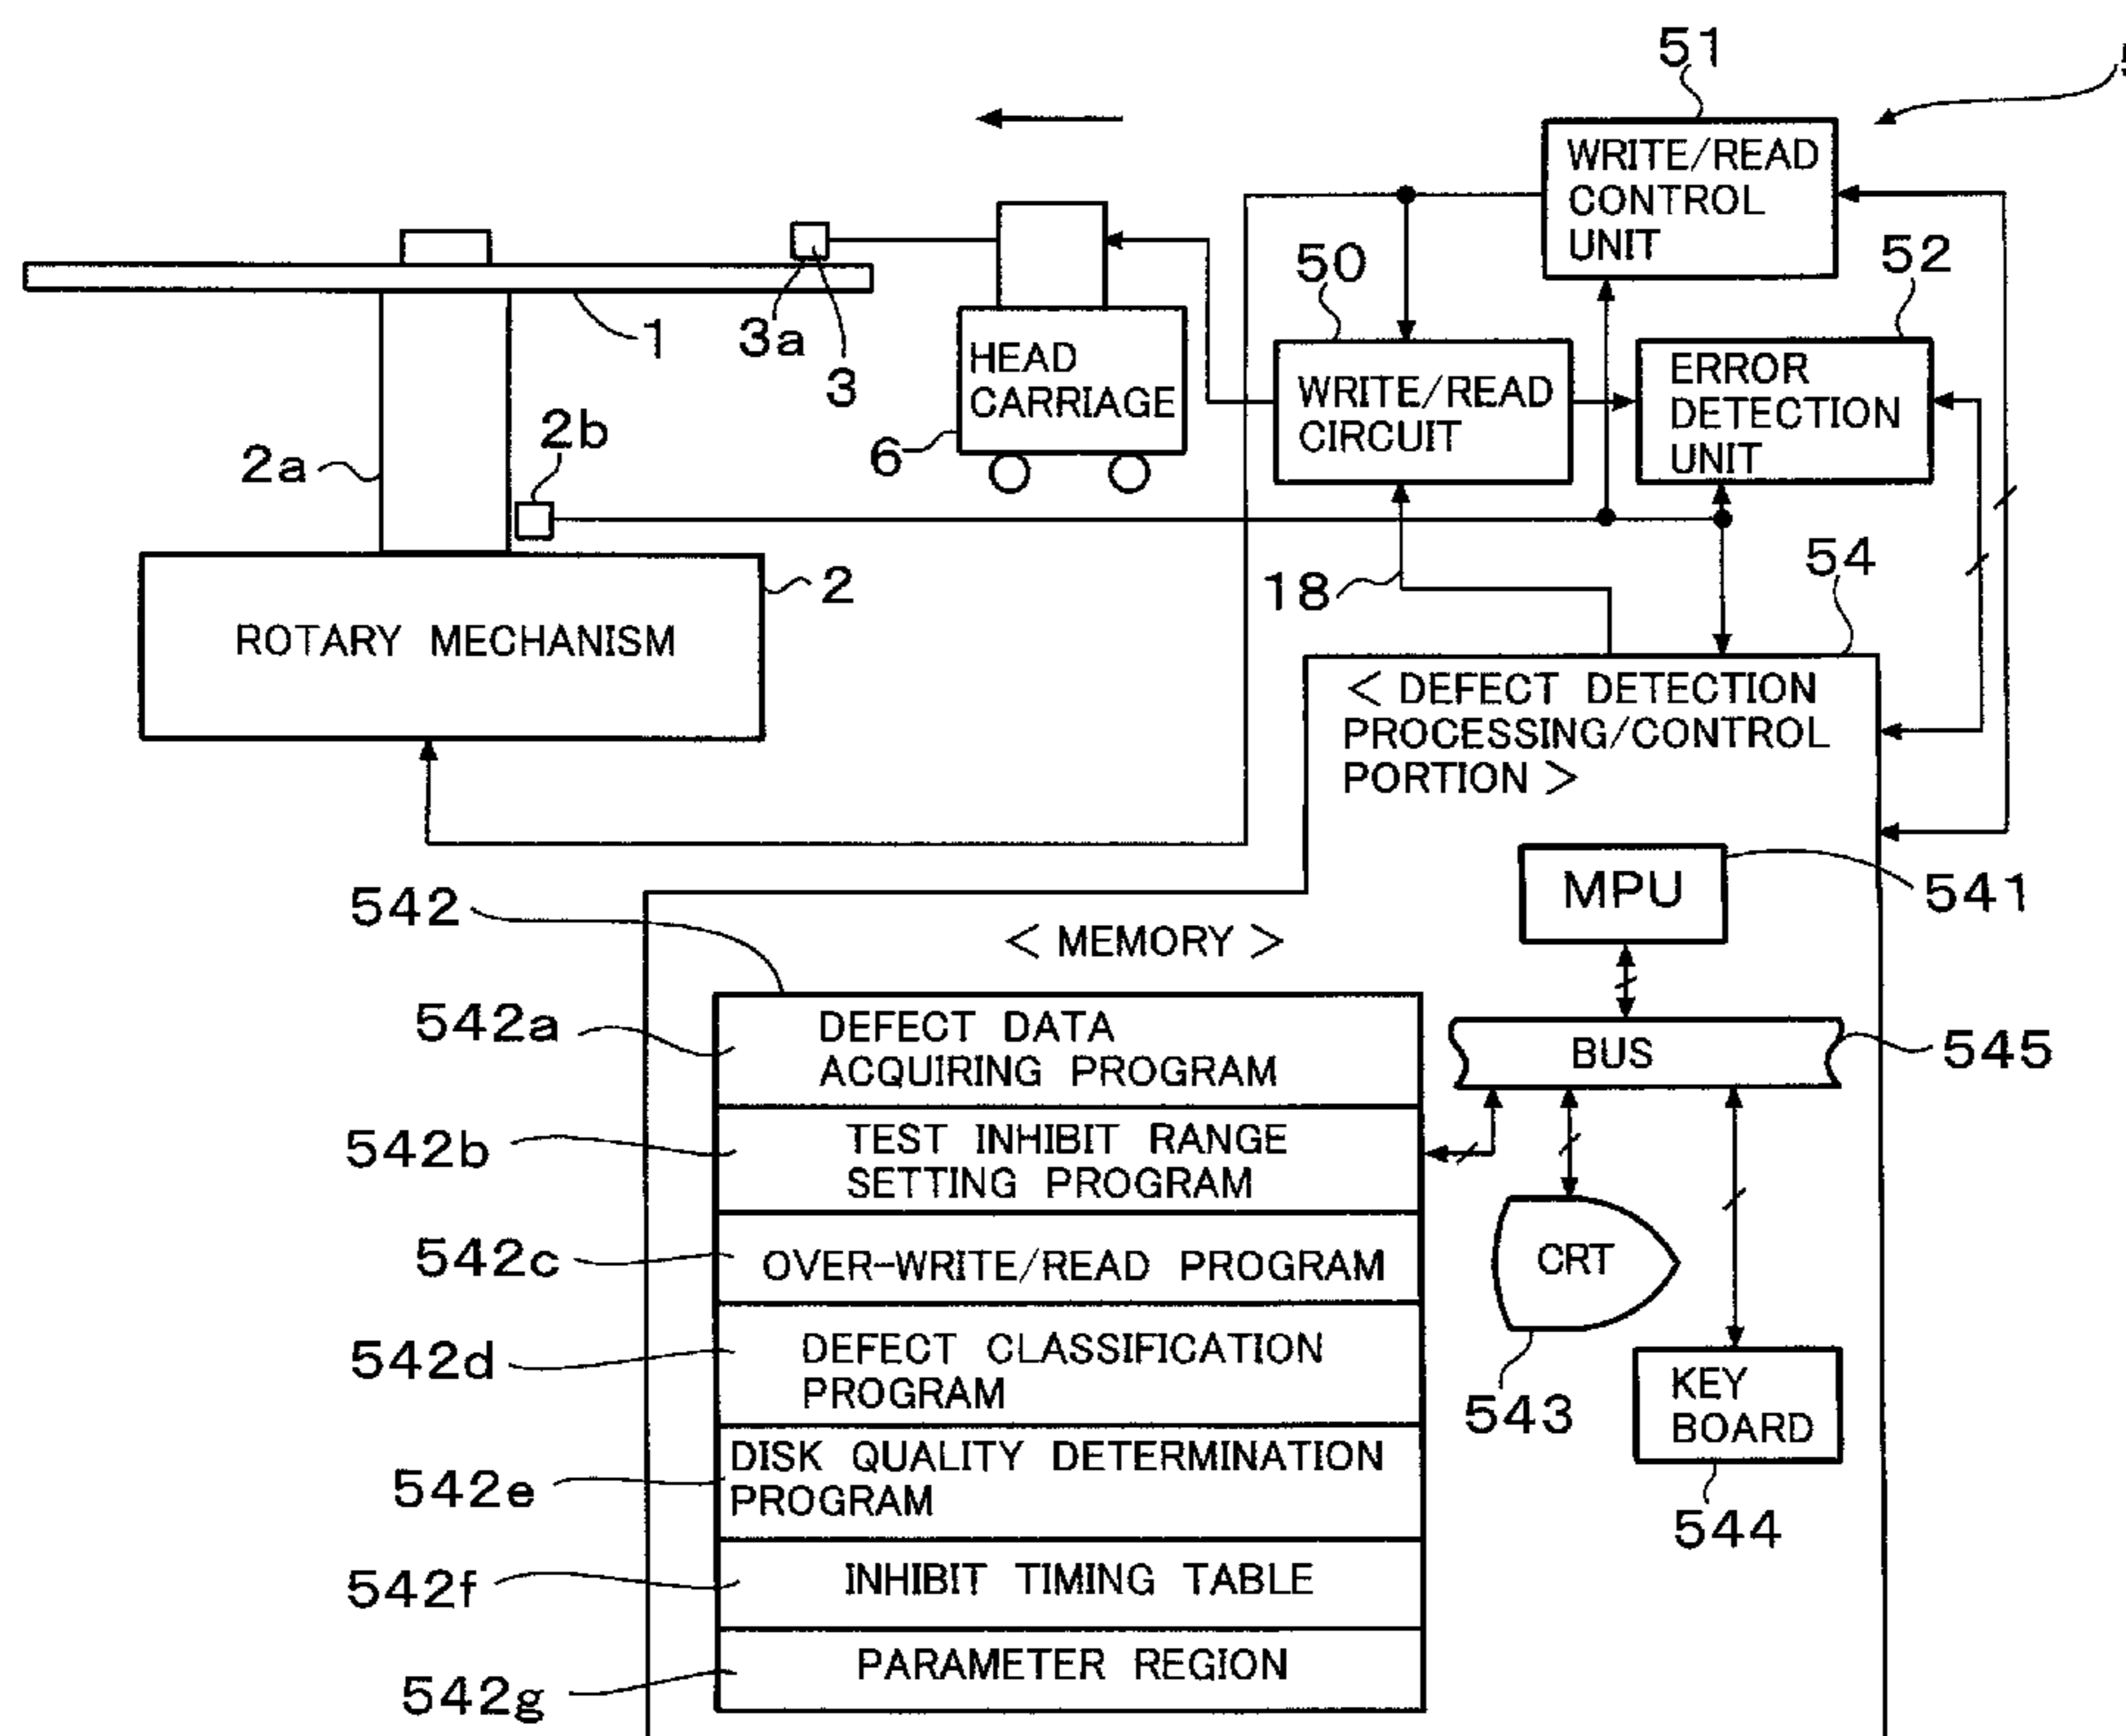 51
5
WRITE/READ
CONTROL
UNIT
50
52
3a
3
1
HEAD
CARRIAGE
6
WRITE/READ
CIRCUIT
ERROR
DETECTION
UNIT
2a
2b
2
ROTARY MECHANISM
18
54
< DEFECT DETECTION
PROCESSING/CONTROL
PORTION >
MPU
541
542
< MEMORY >
542a
DEFECT DATA
ACQUIRING PROGRAM
BUS
545
542b
TEST INHIBIT RANGE
SETTING PROGRAM
542c
OVER-WRITE/READ PROGRAM
CRT
543
542d
DEFECT CLASSIFICATION
PROGRAM
KEY
BOARD
544
542e
DISK QUALITY DETERMINATION
PROGRAM
542f
INHIBIT TIMING TABLE
542g
PARAMETER REGION